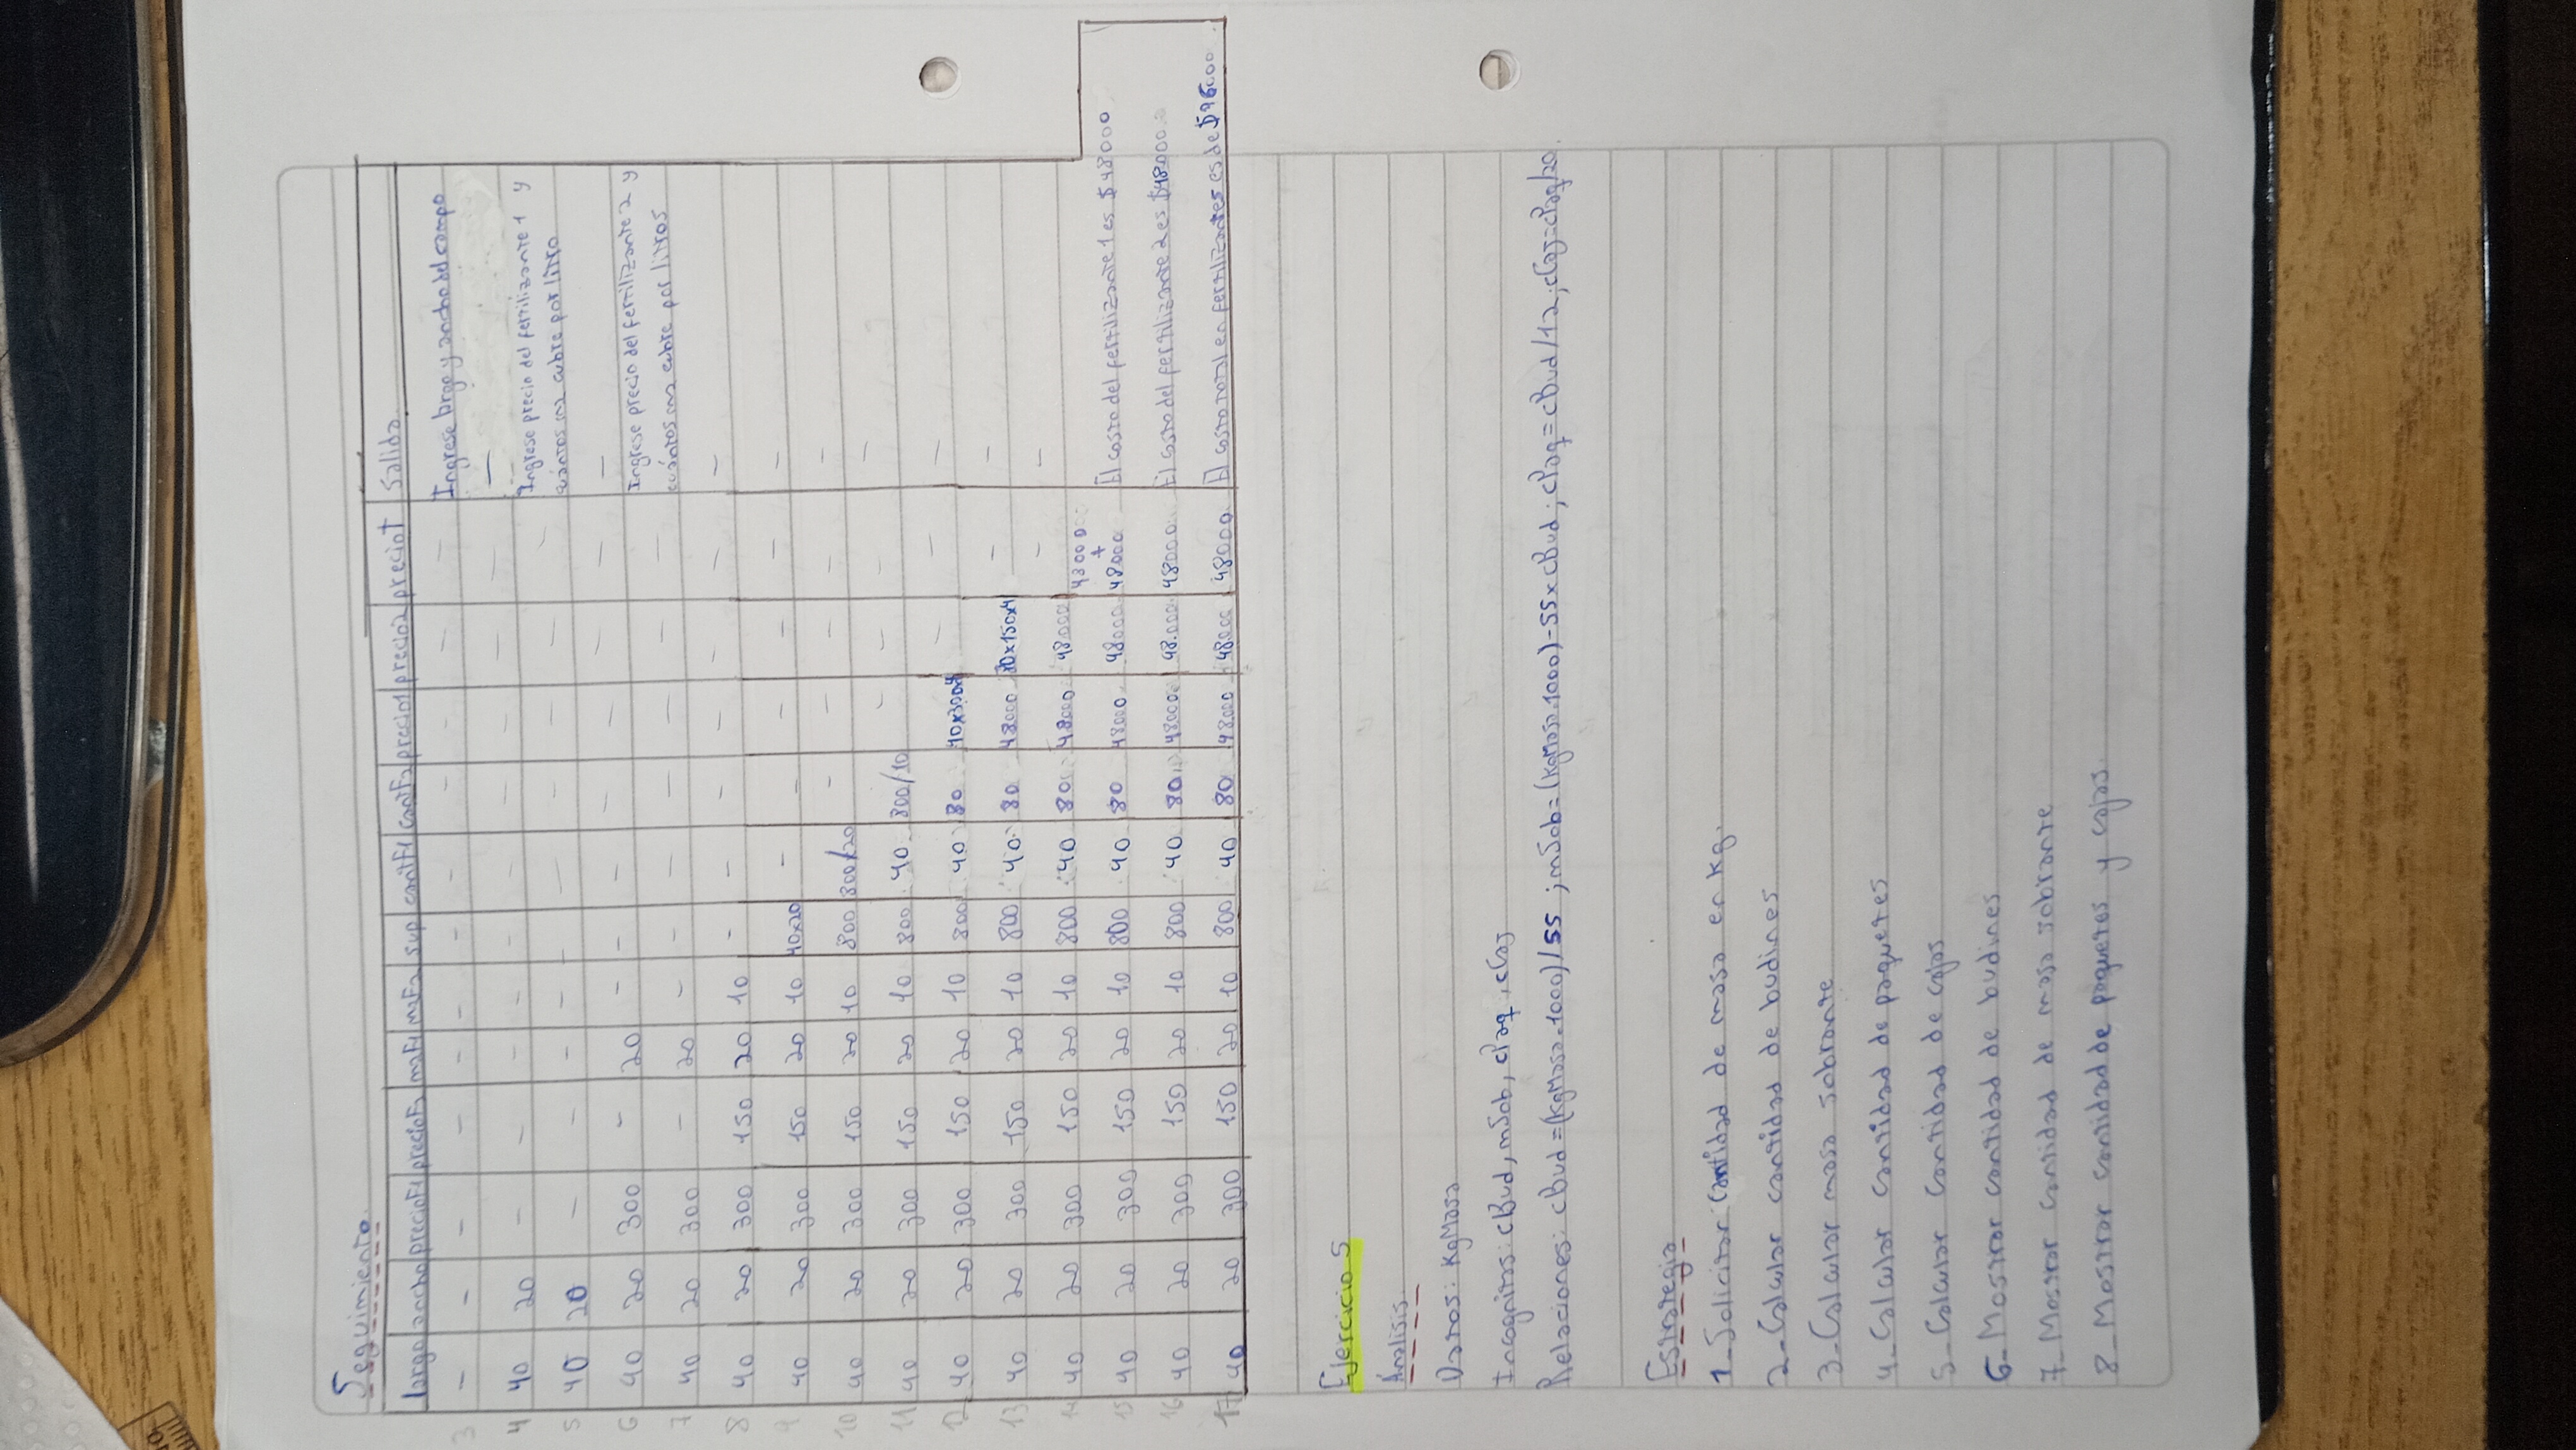 Seguimiento.
largo ancho precioF1 precioF2 m2F1 m2F2 sup cantF1 cantF2 precio1 precio2 precioT Salida
3 - - - - - - - - - - - - Ingrese largo y ancho del campo
4 40 20 - - - - - - - - - - -
5 40 20 - - - - - - - - - - Ingrese precio del fertilizante 1 y
cuántos m2 cubre por litro
6 40 20 300 - 20 - - - - - - - -
7 40 20 300 - 20 - - - - - - - Ingrese precio del fertilizante 2 y
cuántos m2 cubre por litros
8 40 20 300 150 20 10 - - - - - - -
9 40 20 300 150 20 10 40x20 - - - - - -
10 40 20 300 150 20 10 800 800/20 - - - - -
11 40 20 300 150 20 10 800 40 800/10 - - - -
12 40 20 300 150 20 10 800 40 80 40x300x4 - - -
13 40 20 300 150 20 10 800 40 80 48000 80x150x4 - -
14 40 20 300 150 20 10 800 40 80 48000 48000 48000 + 48000 -
15 40 20 300 150 20 10 800 40 80 48000 48000 El costo del fertilizante 1 es $48000
16 40 20 300 150 20 10 800 40 80 48000 48000 48000 El costo del fertilizante 2 es $48000
17 40 20 300 150 20 10 800 40 80 48000 48000 48000 El costo total en fertilizantes es de $96000
Ejercicio 5
Análisis
Datos: KgMasa
Incognitas: cBud, mSob, cPaq, cCaj
Relaciones: cBud=(KgMasa.1000)/55 ; mSob=(KgMasa.1000)-55xcBud; cPaq=cBud/12; cCaj=cPaq/20.
Estrategia
1_Solicitar Cantidad de masa en Kg.
2_Calcular cantidad de budines
3_Calcular masa sobrante
4_Calcular cantidad de paquetes
5_Calcular Cantidad de cajas
6_Mostrar cantidad de budines
7_Mostrar cantidad de masa sobrante
8_Mostrar cantidad de paquetes y cajas.